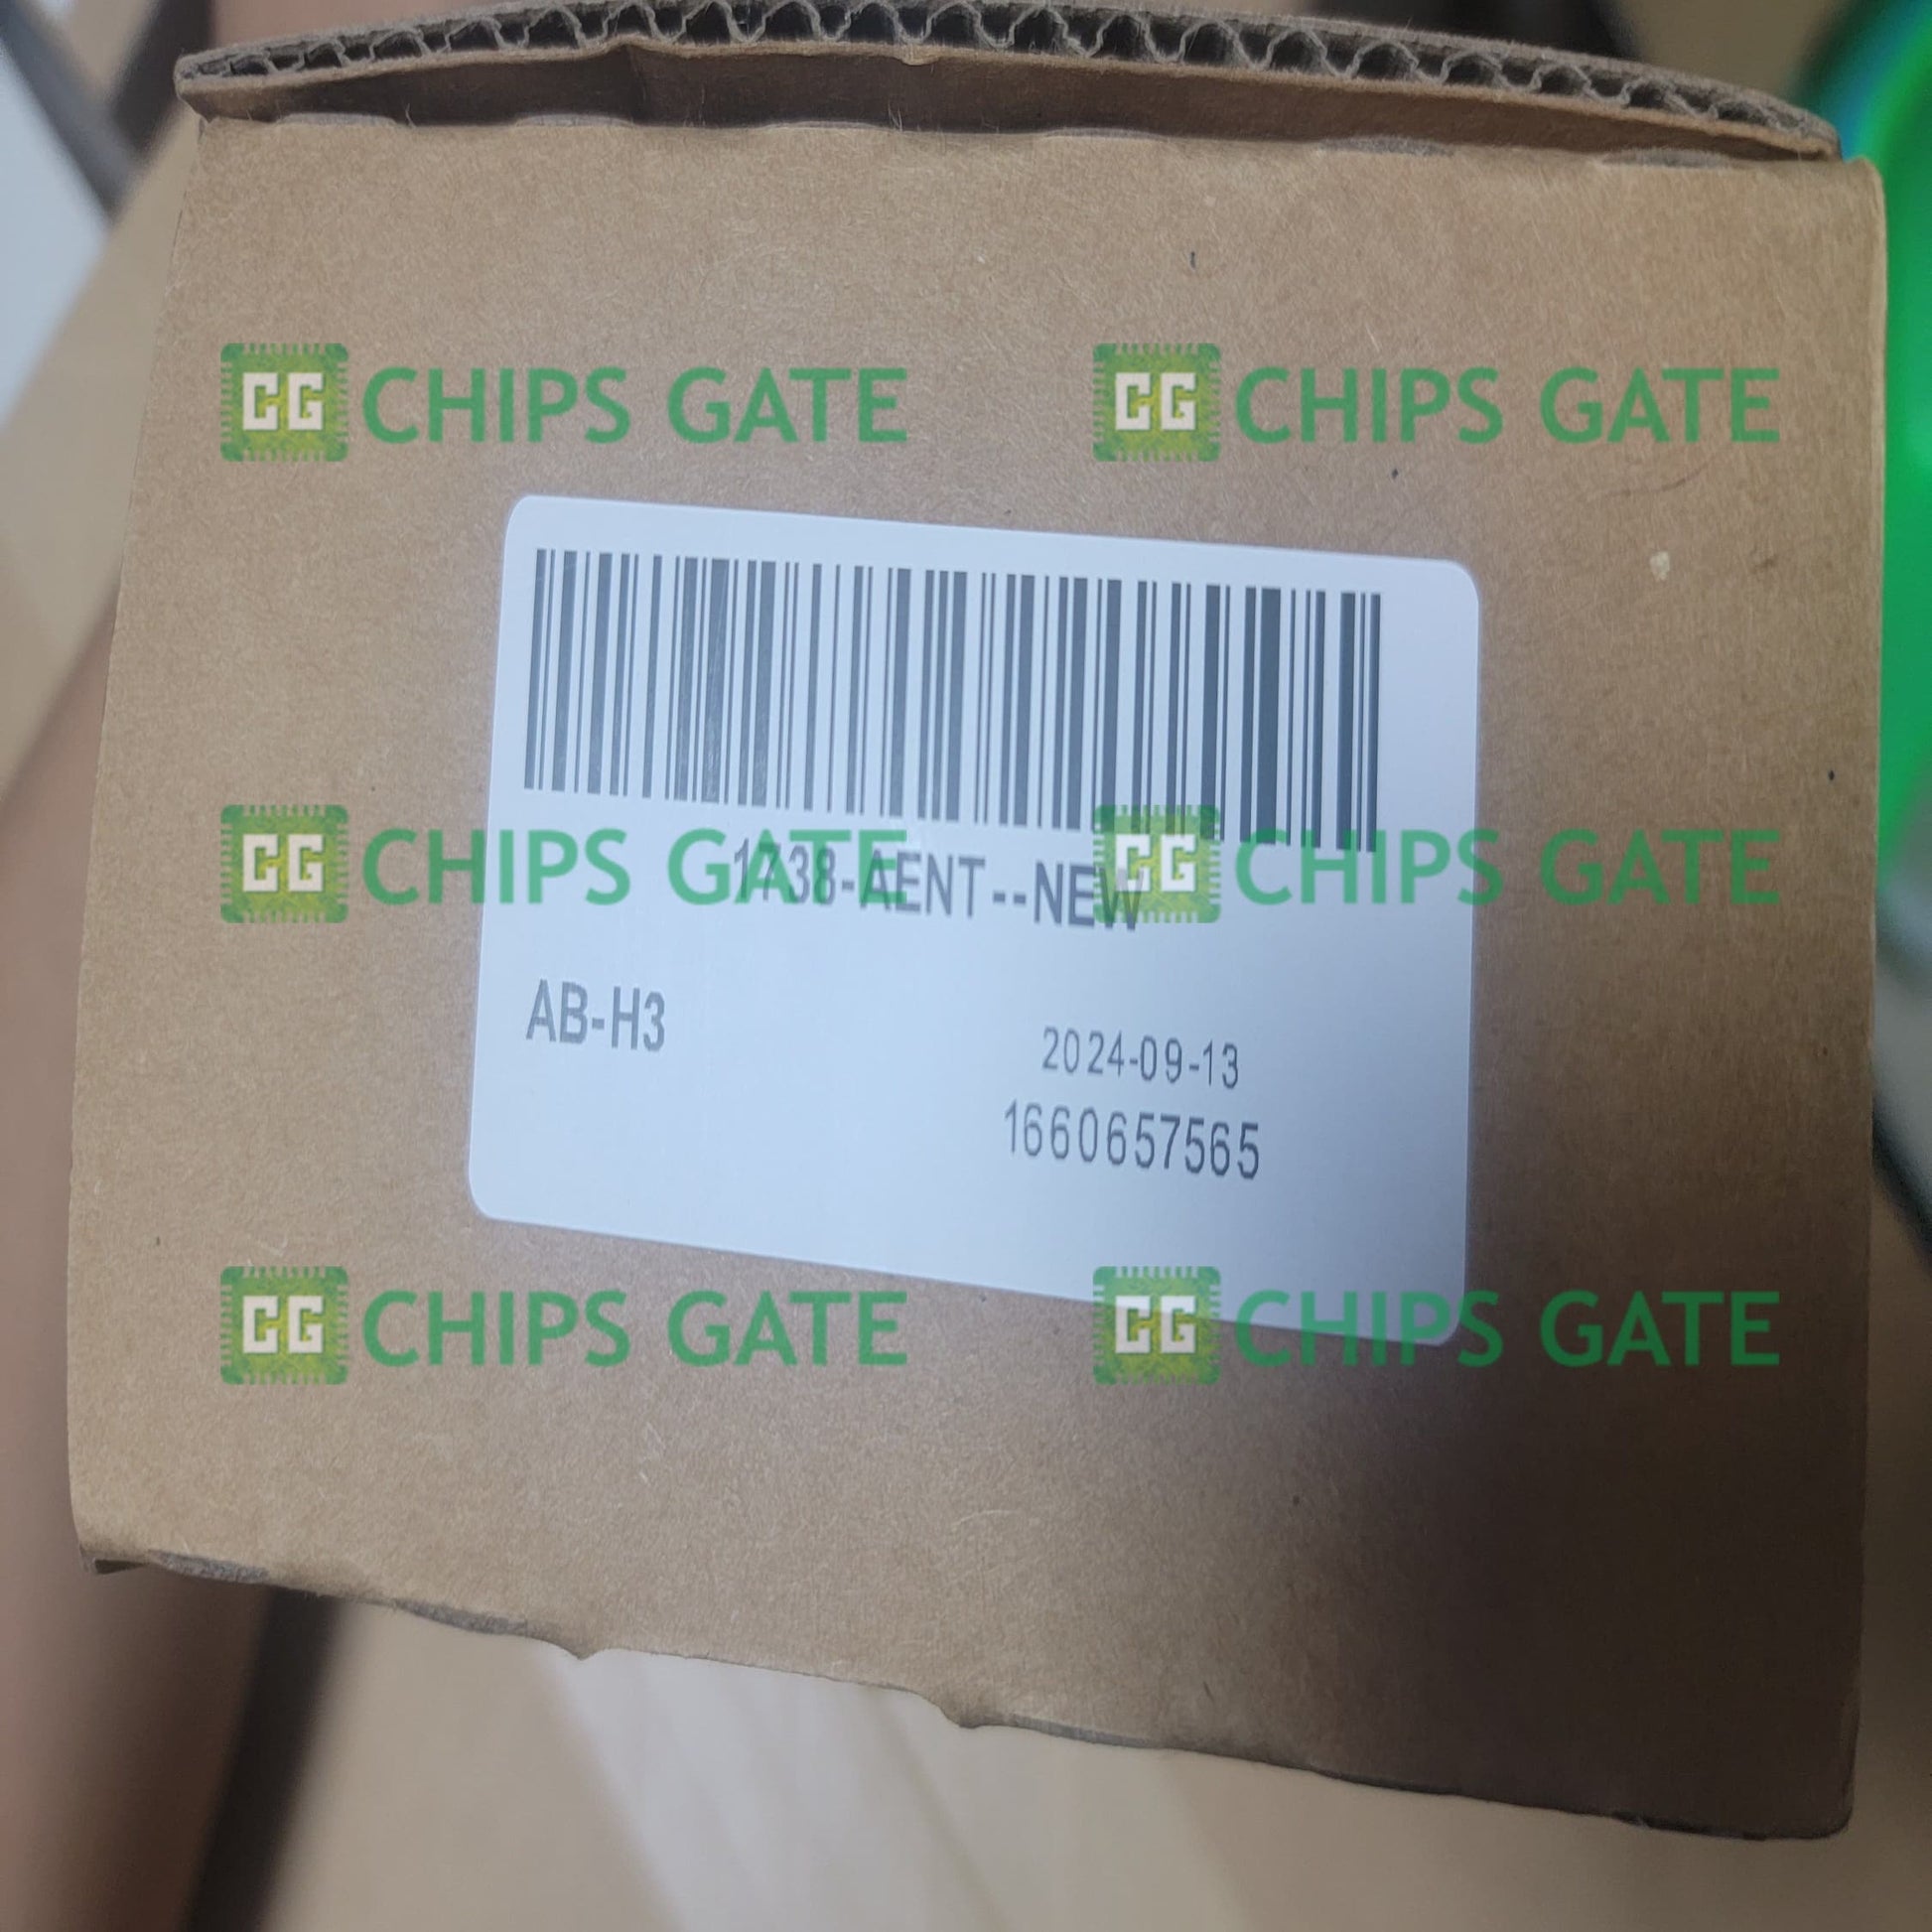 CG CHIPS GATE CG CHIPS GATE
CG CHIPS GATE CG CHIPS GATE
1738-AENT--NEW
AB-H3
2024-09-13
1660657565
CG CHIPS GATE CG CHIPS GATE